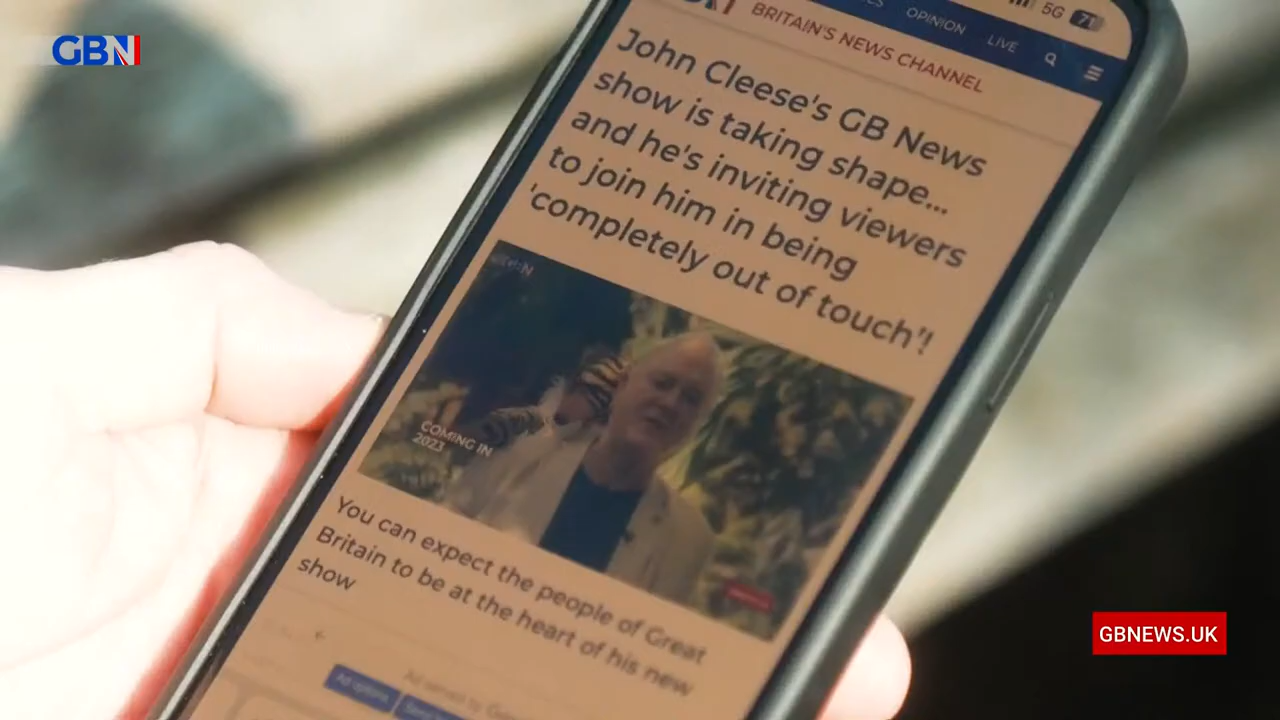 GBN
OPINION
LIVE
5G
71
BRITAIN'S NEWS CHANNEL
John Cleese's GB News
show is taking shape...
and he's inviting viewers
to join him in being
'completely out of touch'!
COMING IN
2023
You can expect the people of Great
Britain to be at the heart of his new
show
GBNEWS.UK